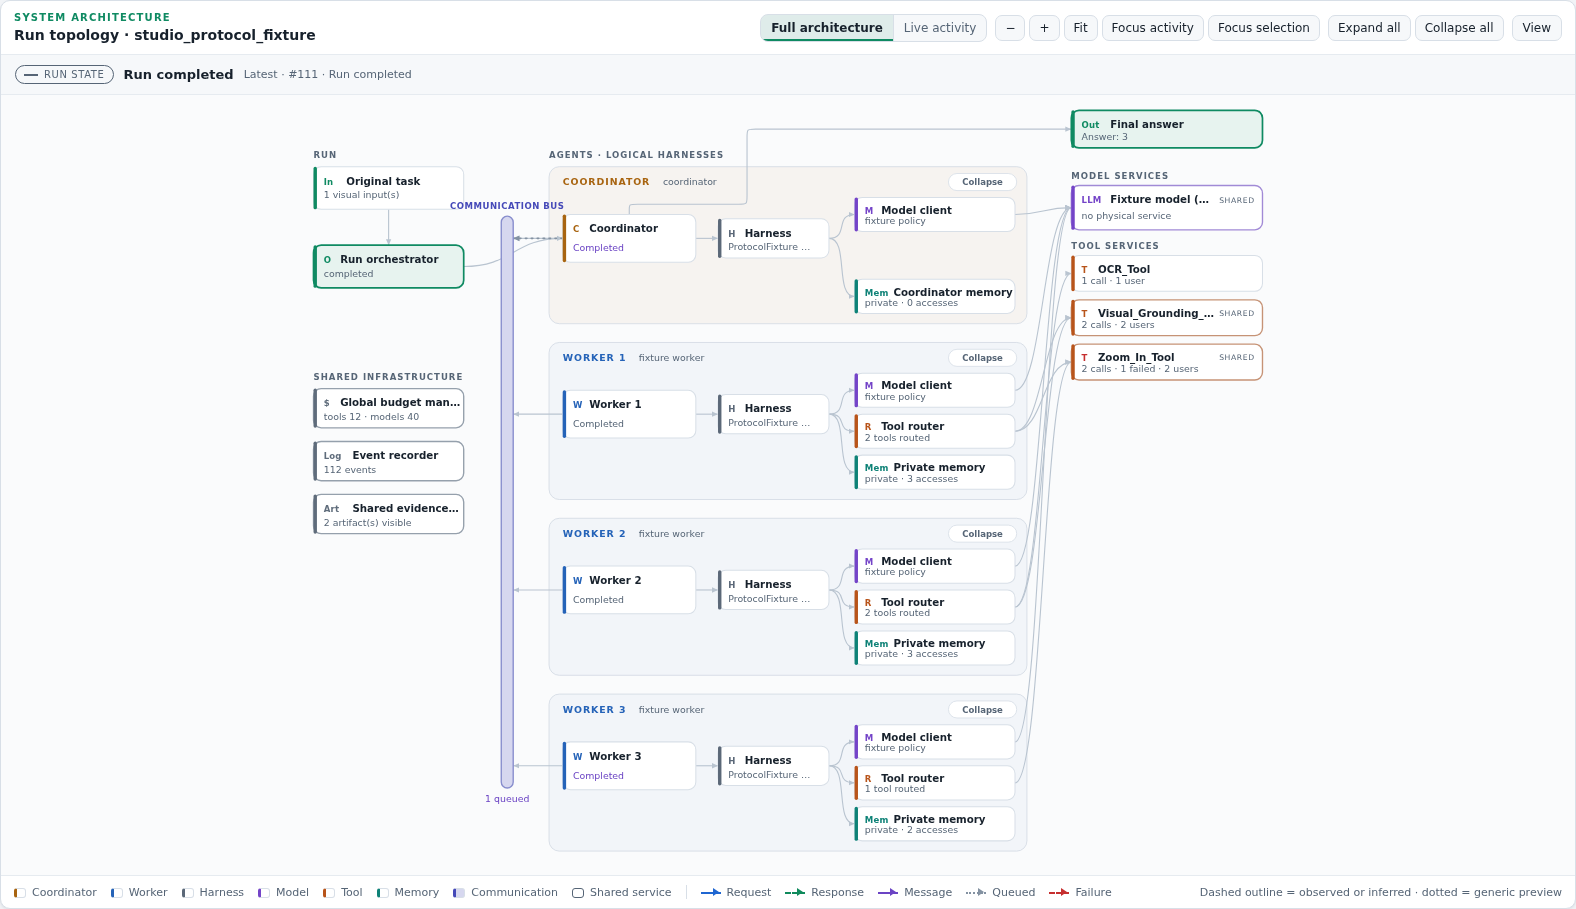 SYSTEM ARCHITECTURE
Run topology · studio_protocol_fixture
Full architecture Live activity − + Fit Focus activity Focus selection Expand all Collapse all View
RUN STATE Run completed Latest · #111 · Run completed
RUN
In Original task
1 visual input(s)
O Run orchestrator
completed
SHARED INFRASTRUCTURE
$ Global budget man…
tools 12 · models 40
Log Event recorder
112 events
Art Shared evidence…
2 artifact(s) visible
COMMUNICATION BUS
1 queued
AGENTS · LOGICAL HARNESSES
COORDINATOR coordinator Collapse
C Coordinator
Completed
H Harness
ProtocolFixture …
M Model client
fixture policy
Mem Coordinator memory
private · 0 accesses
WORKER 1 fixture worker Collapse
W Worker 1
Completed
H Harness
ProtocolFixture …
M Model client
fixture policy
R Tool router
2 tools routed
Mem Private memory
private · 3 accesses
WORKER 2 fixture worker Collapse
W Worker 2
Completed
H Harness
ProtocolFixture …
M Model client
fixture policy
R Tool router
2 tools routed
Mem Private memory
private · 3 accesses
WORKER 3 fixture worker Collapse
W Worker 3
Completed
H Harness
ProtocolFixture …
M Model client
fixture policy
R Tool router
1 tool routed
Mem Private memory
private · 2 accesses
Out Final answer
Answer: 3
MODEL SERVICES
LLM Fixture model (… SHARED
no physical service
TOOL SERVICES
T OCR_Tool
1 call · 1 user
T Visual_Grounding_… SHARED
2 calls · 2 users
T Zoom_In_Tool SHARED
2 calls · 1 failed · 2 users
Coordinator Worker Harness Model Tool Memory Communication Shared service Request Response Message Queued Failure Dashed outline = observed or inferred · dotted = generic preview